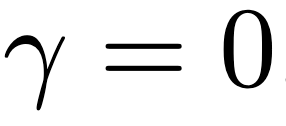 γ = 0.